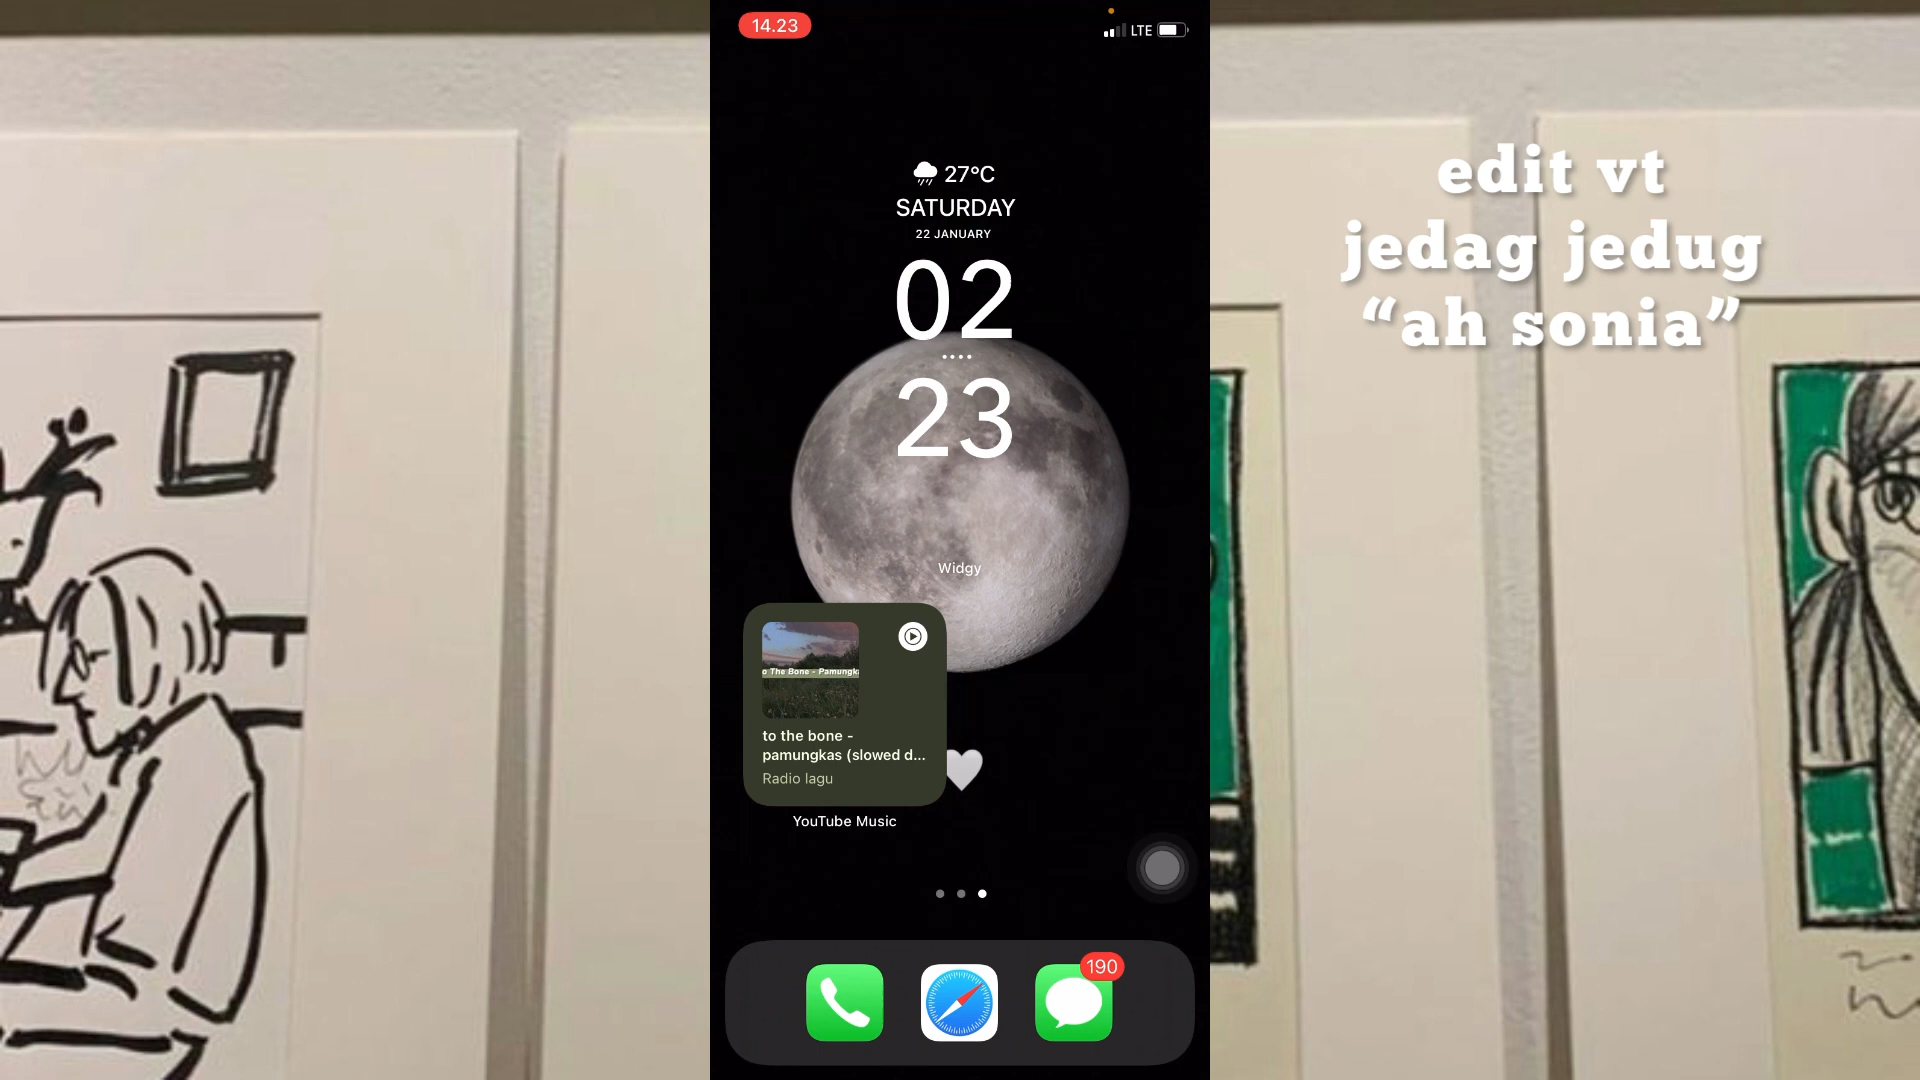 14.23
LTE
27°C
SATURDAY
22 JANUARY
02
23
Widgy
o The Bone - Pamungk
to the bone -
pamungkas (slowed d...
Radio lagu
YouTube Music
190
edit vt
jedag jedug
“ah sonia”